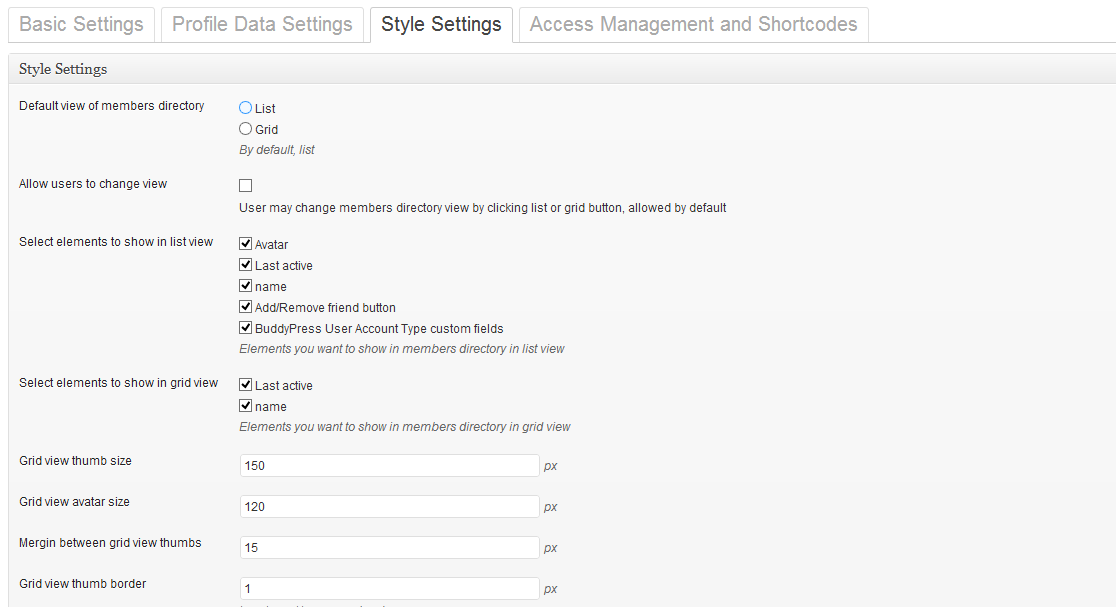 Basic Settings Profile Data Settings Style Settings Access Management and Shortcodes
Style Settings
Default view of members directory
List
Grid
By default, list
Allow users to change view
User may change members directory view by clicking list or grid button, allowed by default
Select elements to show in list view
Avatar
Last active
name
Add/Remove friend button
BuddyPress User Account Type custom fields
Elements you want to show in members directory in list view
Select elements to show in grid view
Last active
name
Elements you want to show in members directory in grid view
Grid view thumb size
150 px
Grid view avatar size
120 px
Mergin between grid view thumbs
15 px
Grid view thumb border
1 px